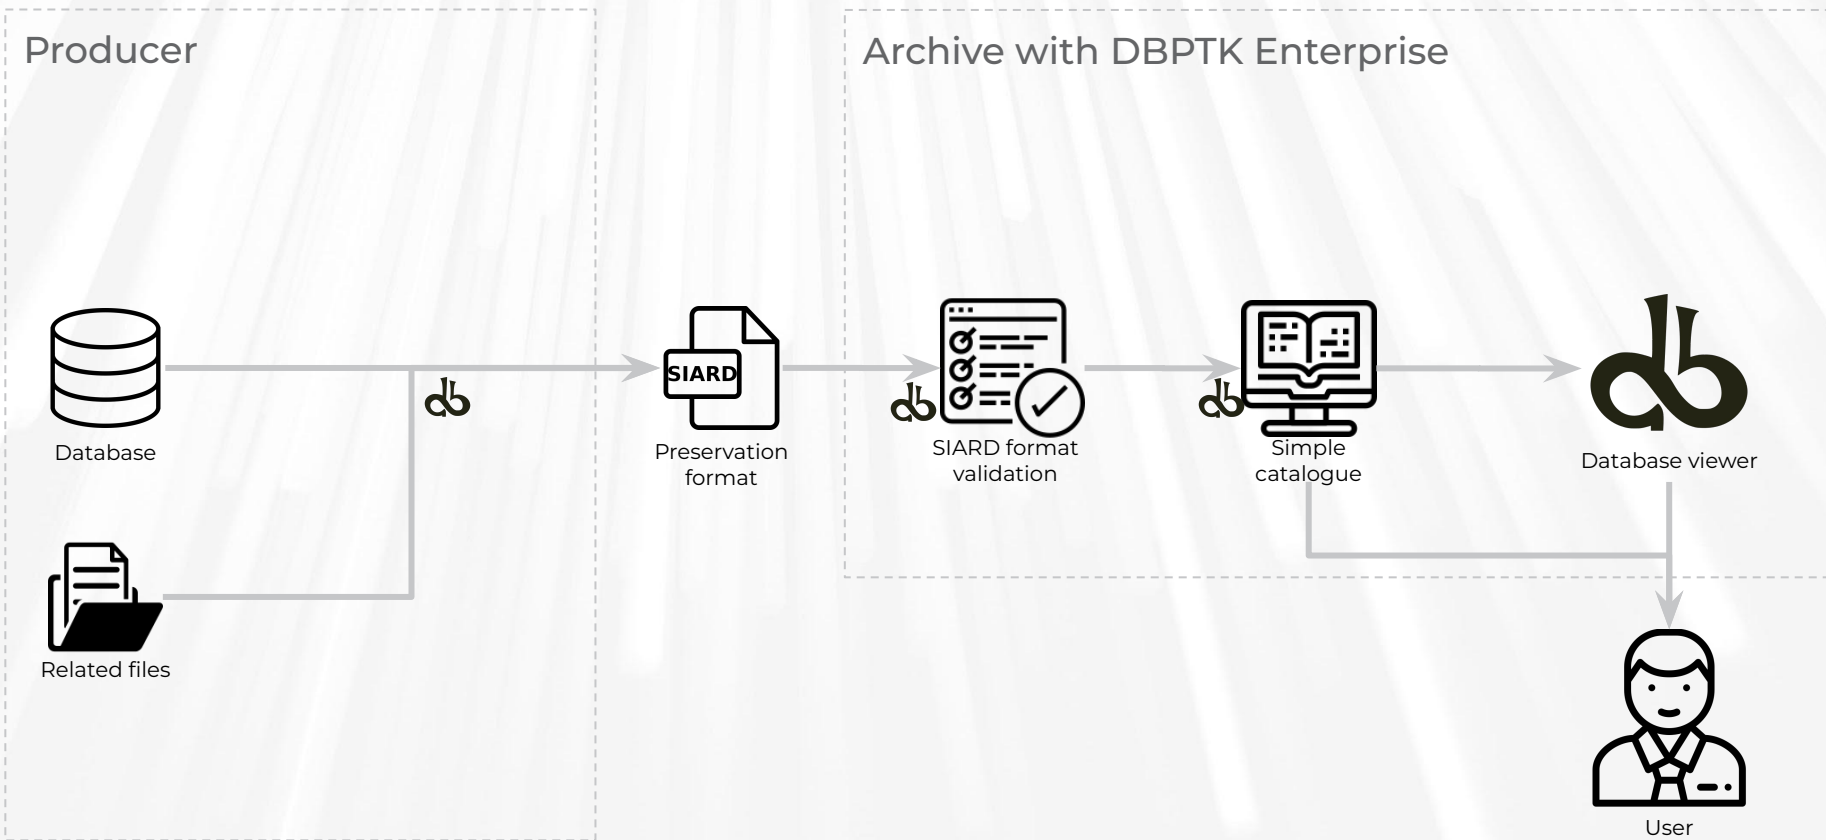 Producer
Archive with DBPTK Enterprise
SIARD
Database
Preservation
format
SIARD format
validation
Simple
catalogue
Database viewer
Related files
User